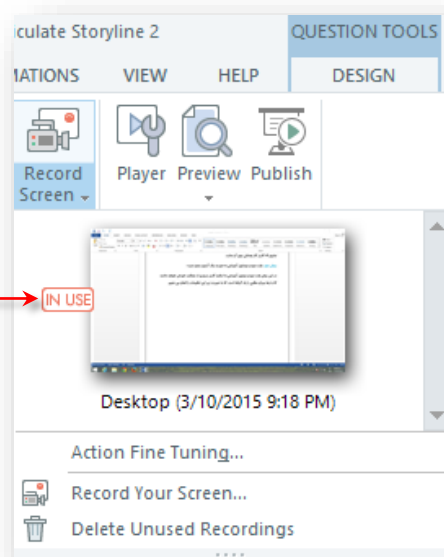 iculate Storyline 2
QUESTION TOOLS
MATIONS VIEW HELP DESIGN
Record Screen
Player
Preview
Publish
IN USE
Desktop (3/10/2015 9:18 PM)
Action Fine Tuning...
Record Your Screen...
Delete Unused Recordings